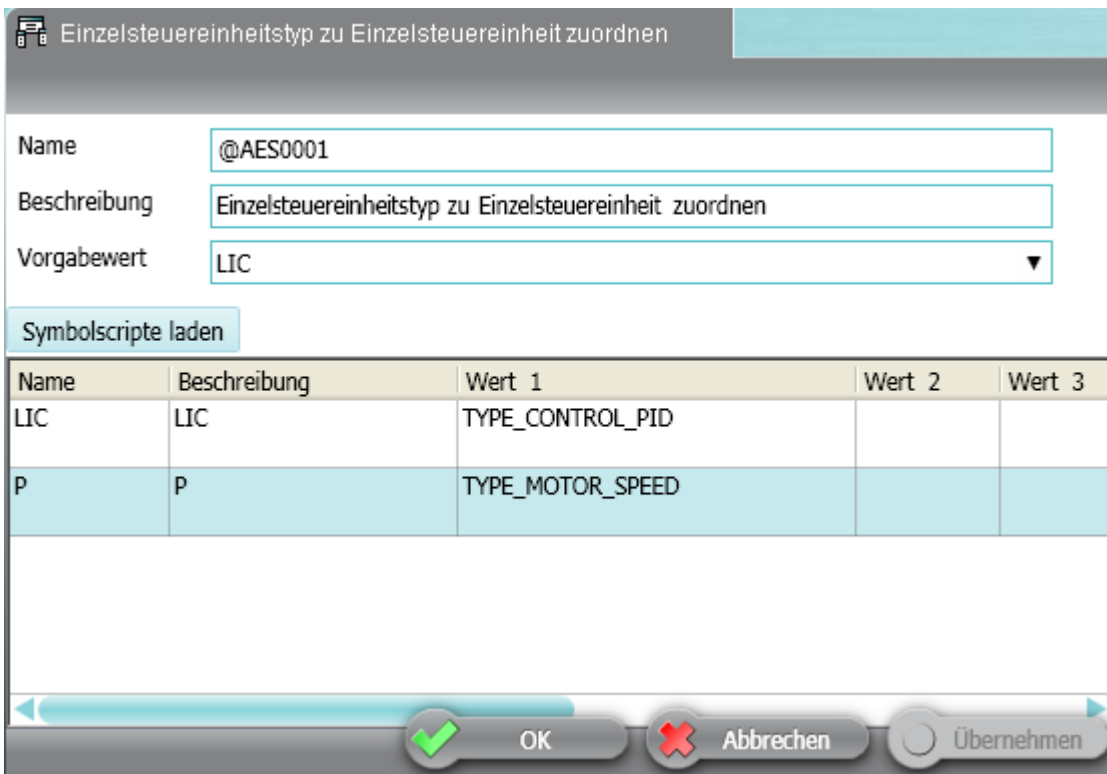 Einzelsteuereinheitstyp zu Einzelsteuereinheit zuordnen
Name @AES0001
Beschreibung Einzelsteuereinheitstyp zu Einzelsteuereinheit zuordnen
Vorgabewert LIC
Symbolscripte laden
Name Beschreibung Wert 1 Wert 2 Wert 3
LIC LIC TYPE_CONTROL_PID
P P TYPE_MOTOR_SPEED
OK Abbrechen Übernehmen